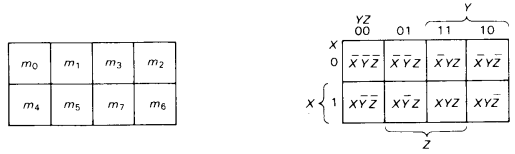 m₀ m₁ m₃ m₂
m₄ m₅ m₇ m₆
Y
YZ
00 01 11 10
X
0 X̄ȲZ̄ X̄ȲZ X̄YZ X̄YZ̄
X { 1 XȲZ̄ XȲZ XYZ XYZ̄
Z